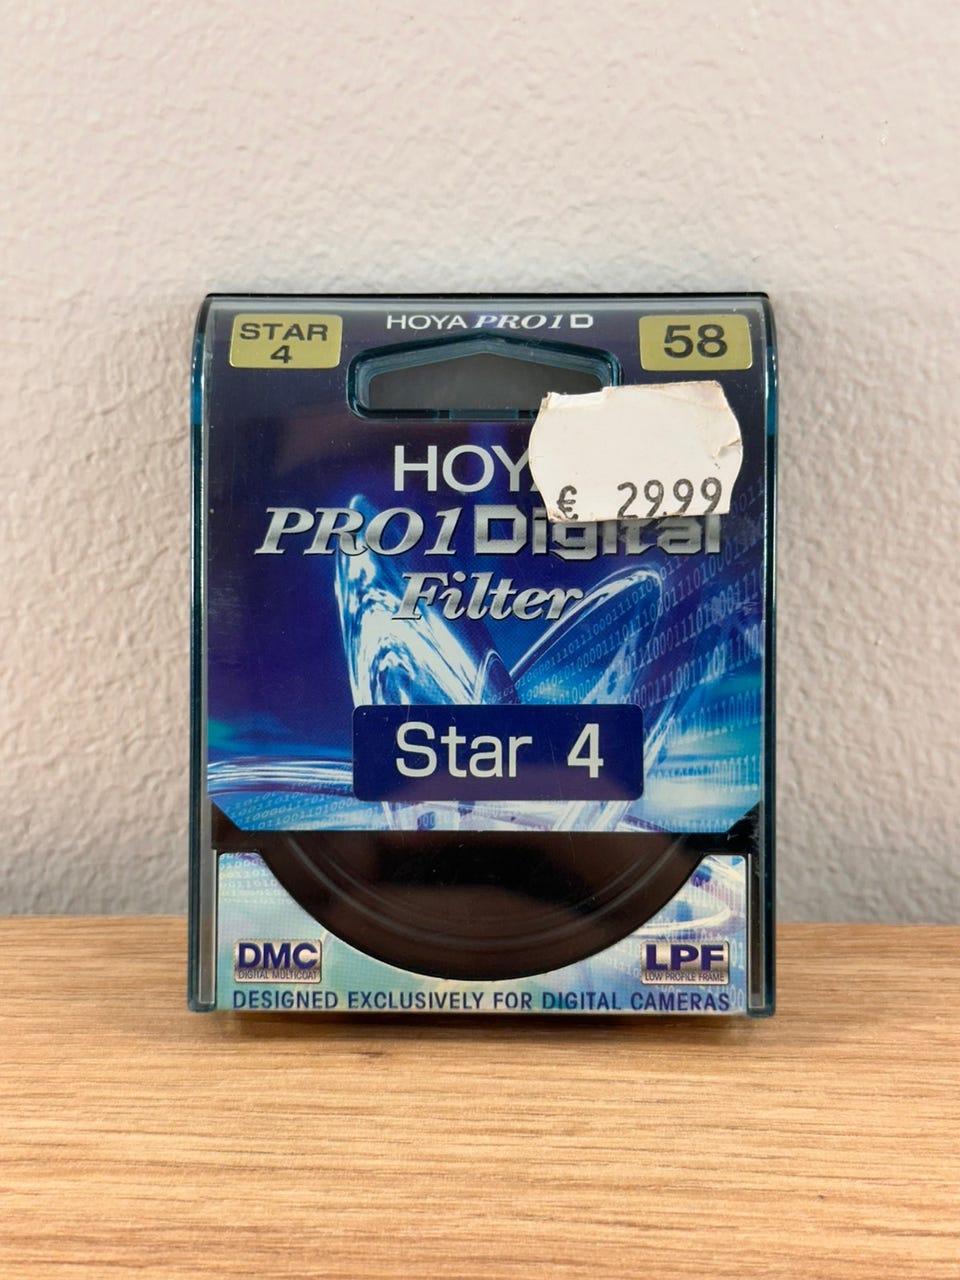 STAR
4
HOYA PRO1 D
58
€ 29.99
HOY
PRO1 Digital
Filter
Star 4
DMC
DIGITAL MULTICOAT
LPF
LOW PROFILE FRAME
DESIGNED EXCLUSIVELY FOR DIGITAL CAMERAS